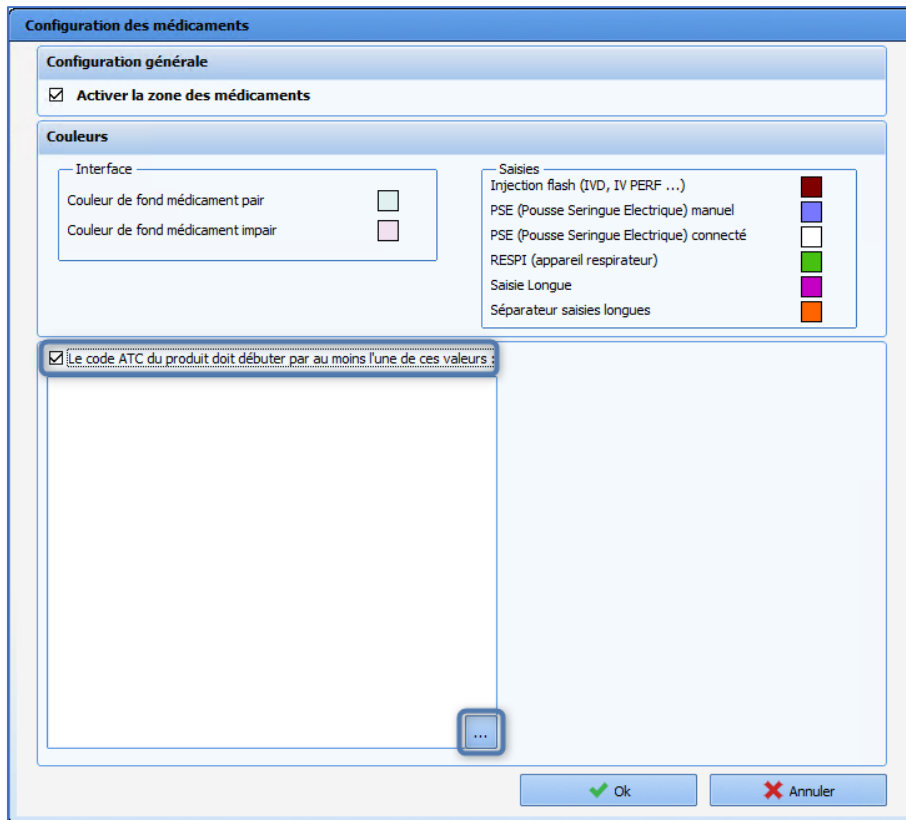 Configuration des médicaments
Configuration générale
Activer la zone des médicaments
Couleurs
Interface
Couleur de fond médicament pair
Couleur de fond médicament impair
Saisies
Injection flash (IVD, IV PERF ...)
PSE (Pousse Seringue Electrique) manuel
PSE (Pousse Seringue Electrique) connecté
RESPI (appareil respirateur)
Saisie Longue
Séparateur saisies longues
Le code ATC du produit doit débuter par au moins l'une de ces valeurs :
...
Ok
Annuler